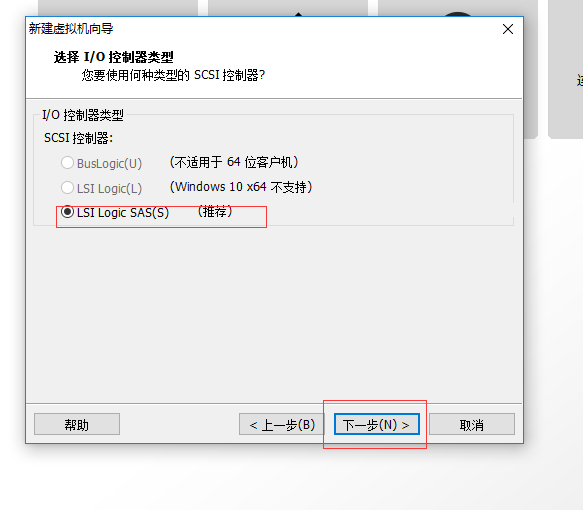 新建虚拟机向导
选择 I/O 控制器类型
您要使用何种类型的 SCSI 控制器?
I/O 控制器类型
SCSI 控制器:
BusLogic(U) (不适用于 64 位客户机)
LSI Logic(L) (Windows 10 x64 不支持)
LSI Logic SAS(S) (推荐)
帮助 < 上一步(B) 下一步(N) > 取消